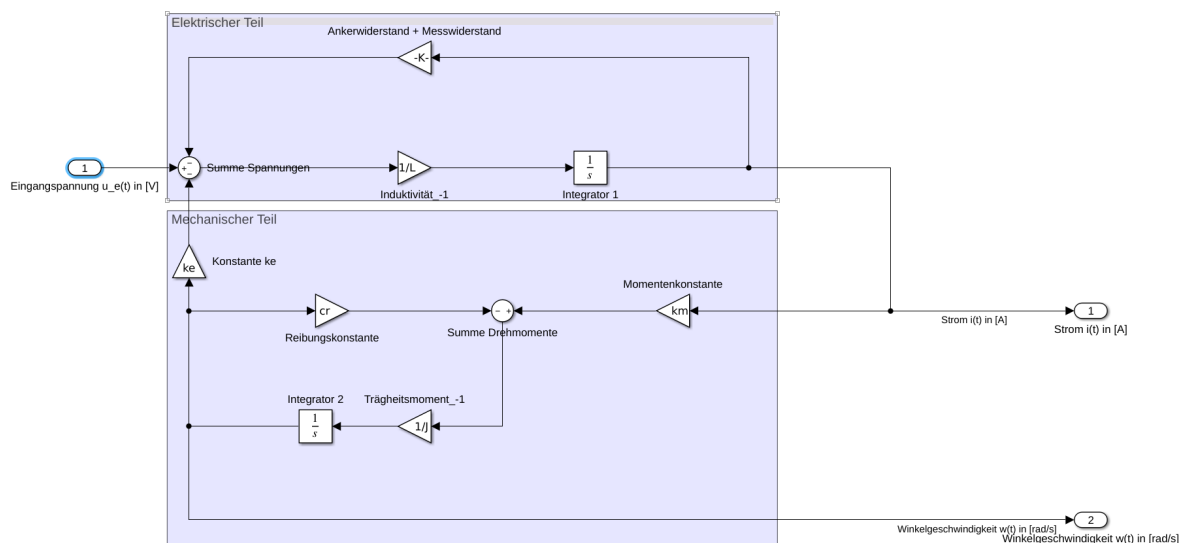 Elektrischer Teil
Ankerwiderstand + Messwiderstand
-K-
1
Eingangspannung u_e(t) in [V]
+
−
−
Summe Spannungen
1/L
Induktivität_-1
1
s
Integrator 1
Mechanischer Teil
ke
Konstante ke
cr
Reibungskonstante
− +
Summe Drehmomente
Momentenkonstante
km
Strom i(t) in [A]
1
Strom i(t) in [A]
Integrator 2
1
s
Trägheitsmoment_-1
1/J
Winkelgeschwindigkeit w(t) in [rad/s]
2
Winkelgeschwindigkeit w(t) in [rad/s]